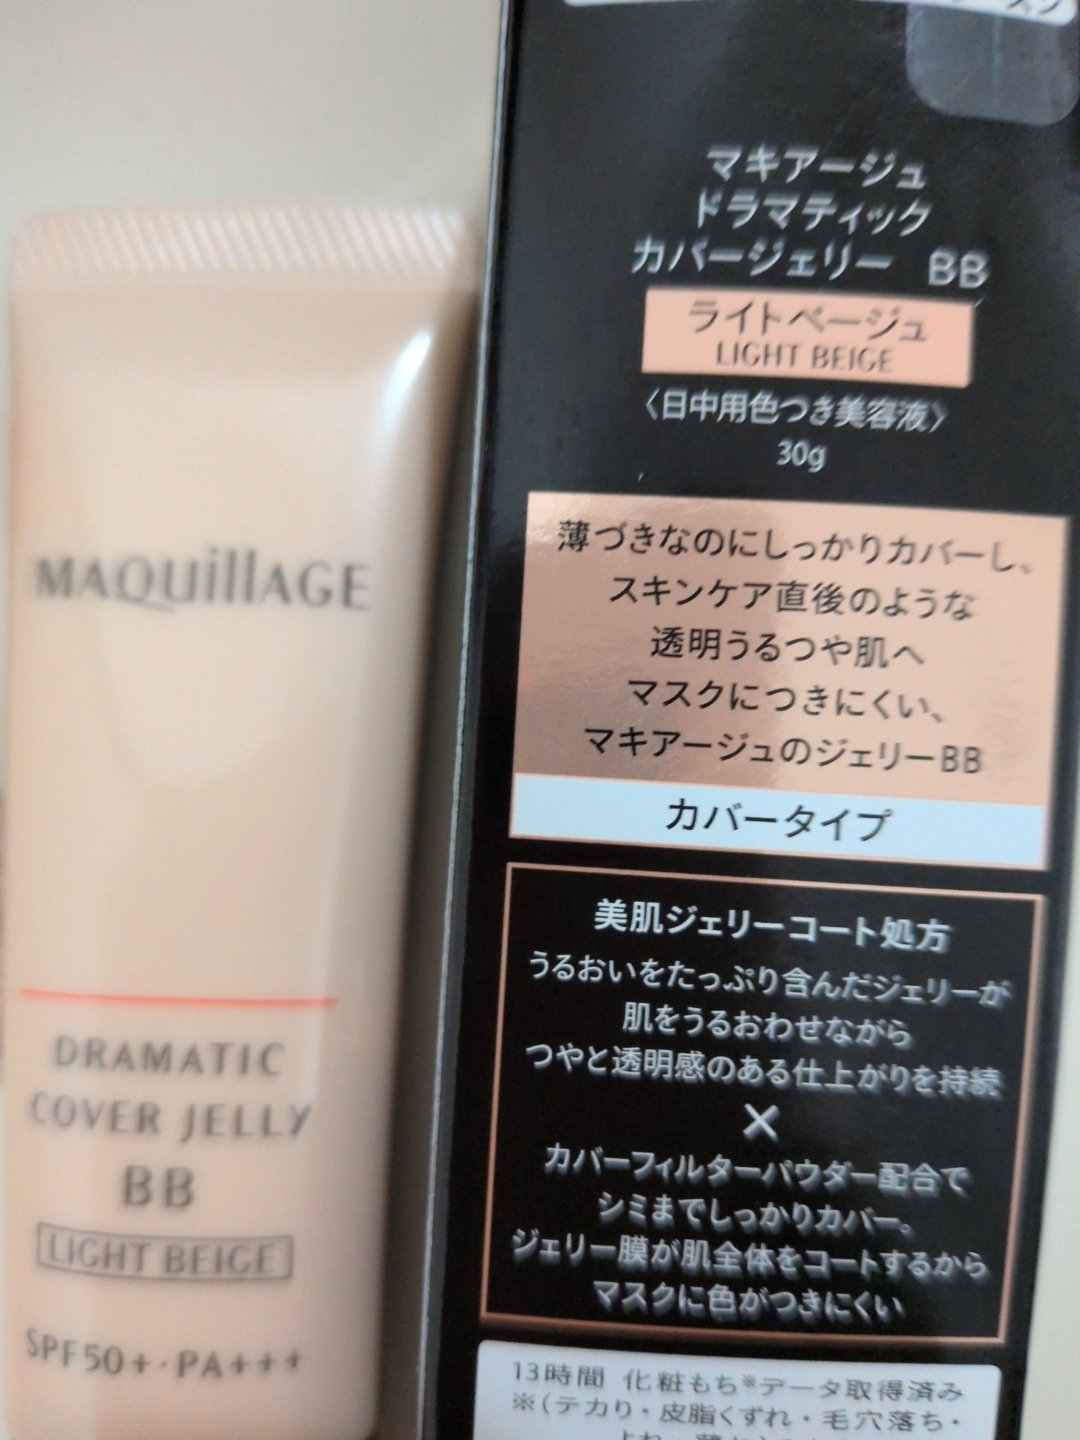 MAQUillAGE
DRAMATIC
COVER JELLY
BB
LIGHT BEIGE
SPF50+・PA+++
マキアージュ
ドラマティック
カバージェリー BB
ライトベージュ
LIGHT BEIGE
〈日中用色つき美容液〉
30g
薄づきなのにしっかりカバーし、
スキンケア直後のような
透明うるつや肌へ
マスクにつきにくい、
マキアージュのジェリーBB
カバータイプ
美肌ジェリーコート処方
うるおいをたっぷり含んだジェリーが
肌をうるおわせながら
つやと透明感のある仕上がりを持続
×
カバーフィルターパウダー配合で
シミまでしっかりカバー。
ジェリー膜が肌全体をコートするから
マスクに色がつきにくい
13時間 化粧もち※データ取得済み
※(テカリ・皮脂くずれ・毛穴落ち・